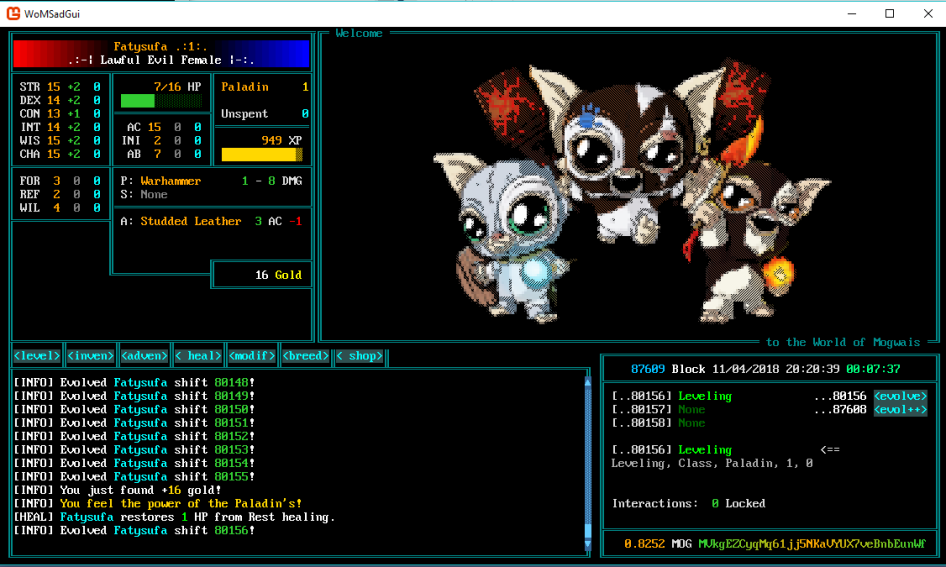 WoMSadGui
Fatysufa .:1:.
.:-| Lawful Evil Female |-:.
STR 15 +2 0
DEX 14 +2 0
CON 13 +1 0
INT 14 +2 0
WIS 15 +2 0
CHA 15 +2 0
7/16 HP
AC 15 0 0
INI 2 0 0
AB 7 0 0
Paladin 1
Unspent 0
949 XP
FOR 3 0 0
REF 2 0 0
WIL 4 0 0
P: Warhammer 1 - 8 DMG
S: None
A: Studded Leather 3 AC -1
16 Gold
Welcome
to the World of Mogwais
<level> <inven> <adven> < heal> <modif> <breed> < shop>
[INFO] Evolved Fatysufa shift 80148!
[INFO] Evolved Fatysufa shift 80149!
[INFO] Evolved Fatysufa shift 80150!
[INFO] Evolved Fatysufa shift 80151!
[INFO] Evolved Fatysufa shift 80152!
[INFO] Evolved Fatysufa shift 80153!
[INFO] Evolved Fatysufa shift 80154!
[INFO] Evolved Fatysufa shift 80155!
[INFO] You just found +16 gold!
[INFO] You feel the power of the Paladin's!
[HEAL] Fatysufa restores 1 HP from Rest healing.
[INFO] Evolved Fatysufa shift 80156!
87609 Block 11/04/2018 20:20:39 00:07:37
[..80156] Leveling ...80156 <evolve>
[..80157] None ...87608 <evol++>
[..80158] None
[..80156] Leveling <==
Leveling, Class, Paladin, 1, 0
Interactions: 0 Locked
0.8252 MOG MVkgEZCyqMq61jj5NKaVYUX7veBnbEunWf